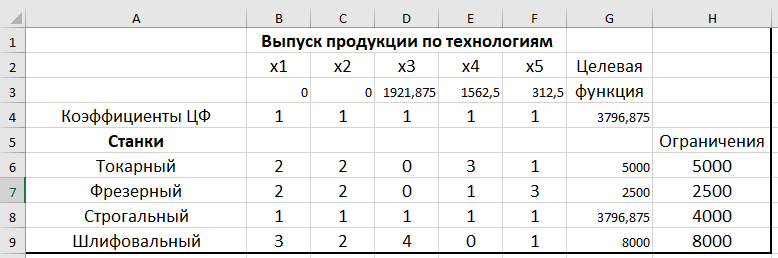 A B C D E F G H
1 Выпуск продукции по технологиям
2 x1 x2 x3 x4 x5 Целевая
3 0 0 1921,875 1562,5 312,5 функция
4 Коэффициенты ЦФ 1 1 1 1 1 3796,875
5 Станки Ограничения
6 Токарный 2 2 0 3 1 5000 5000
7 Фрезерный 2 2 0 1 3 2500 2500
8 Строгальный 1 1 1 1 1 3796,875 4000
9 Шлифовальный 3 2 4 0 1 8000 8000